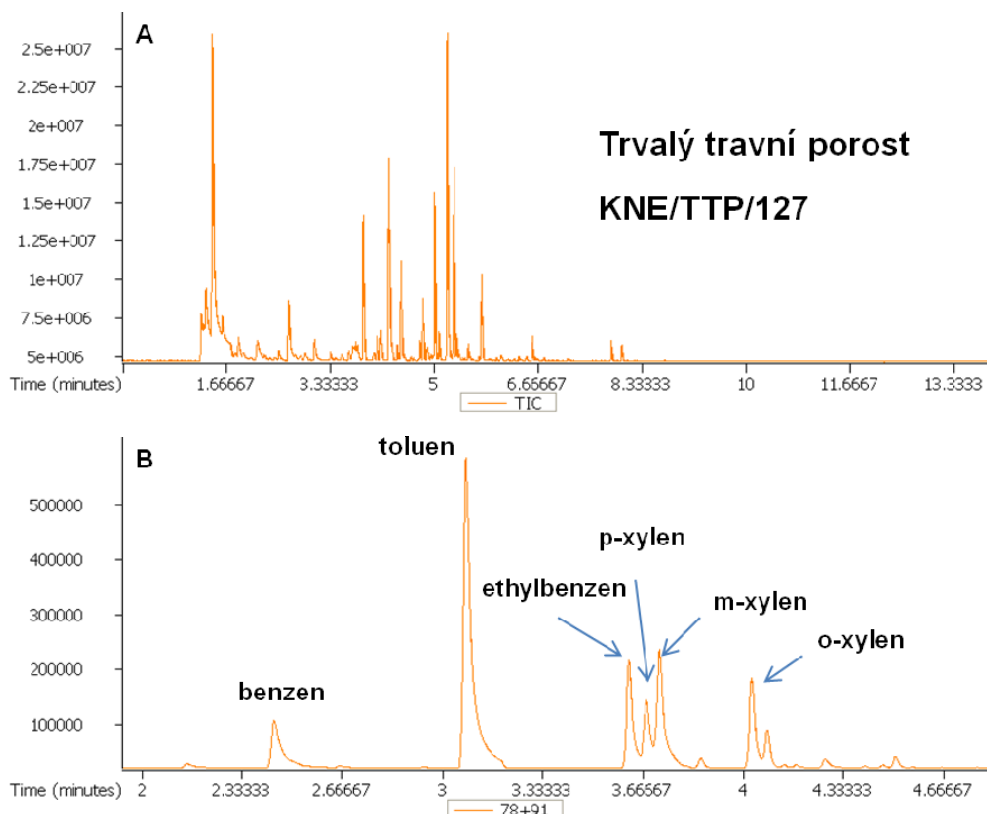 A
2.5e+007
2.25e+007
2e+007
1.75e+007
1.5e+007
1.25e+007
1e+007
7.5e+006
5e+006
Trvalý travní porost
KNE/TTP/127
Time (minutes) 1.66667 3.33333 5 6.66667 8.33333 10 11.6667 13.3333
TIC
B
toluen
p-xylen
ethylbenzen
m-xylen
o-xylen
benzen
500000
400000
300000
200000
100000
Time (minutes) 2 2.33333 2.66667 3 3.33333 3.66667 4 4.33333 4.66667
78+91